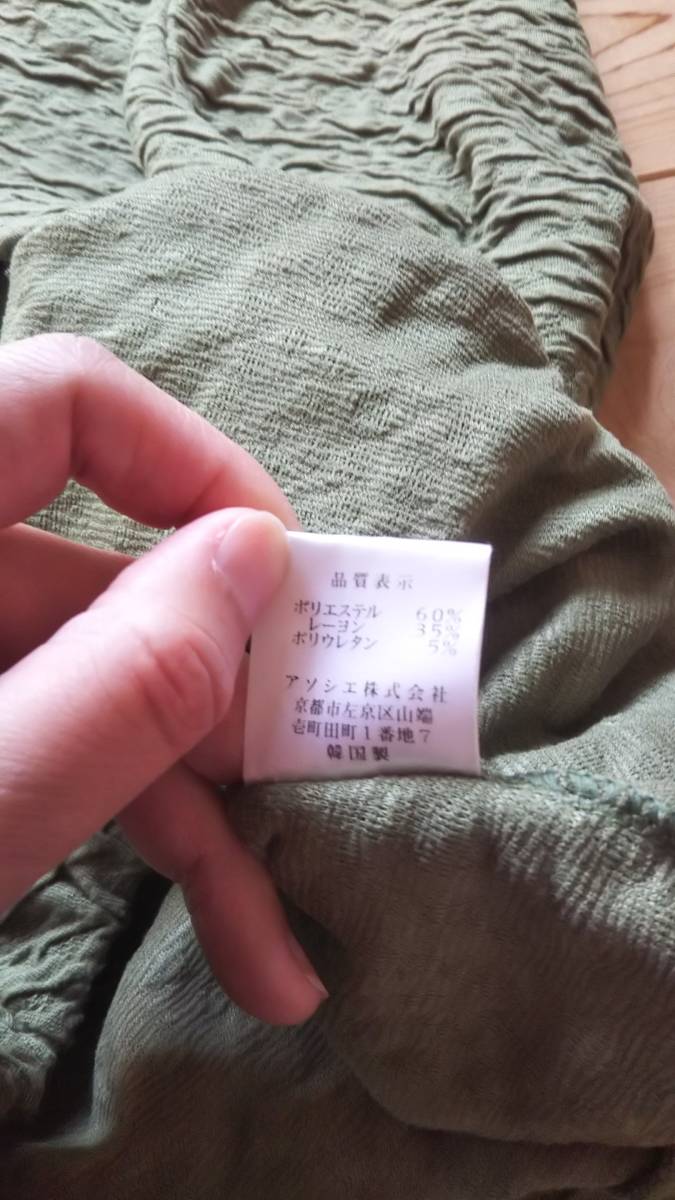 品質表示
ポリエステル 60%
レーヨン 35%
ポリウレタン 5%
アソシエ株式会社
京都市左京区山端
壱町田町1番地7
韓国製